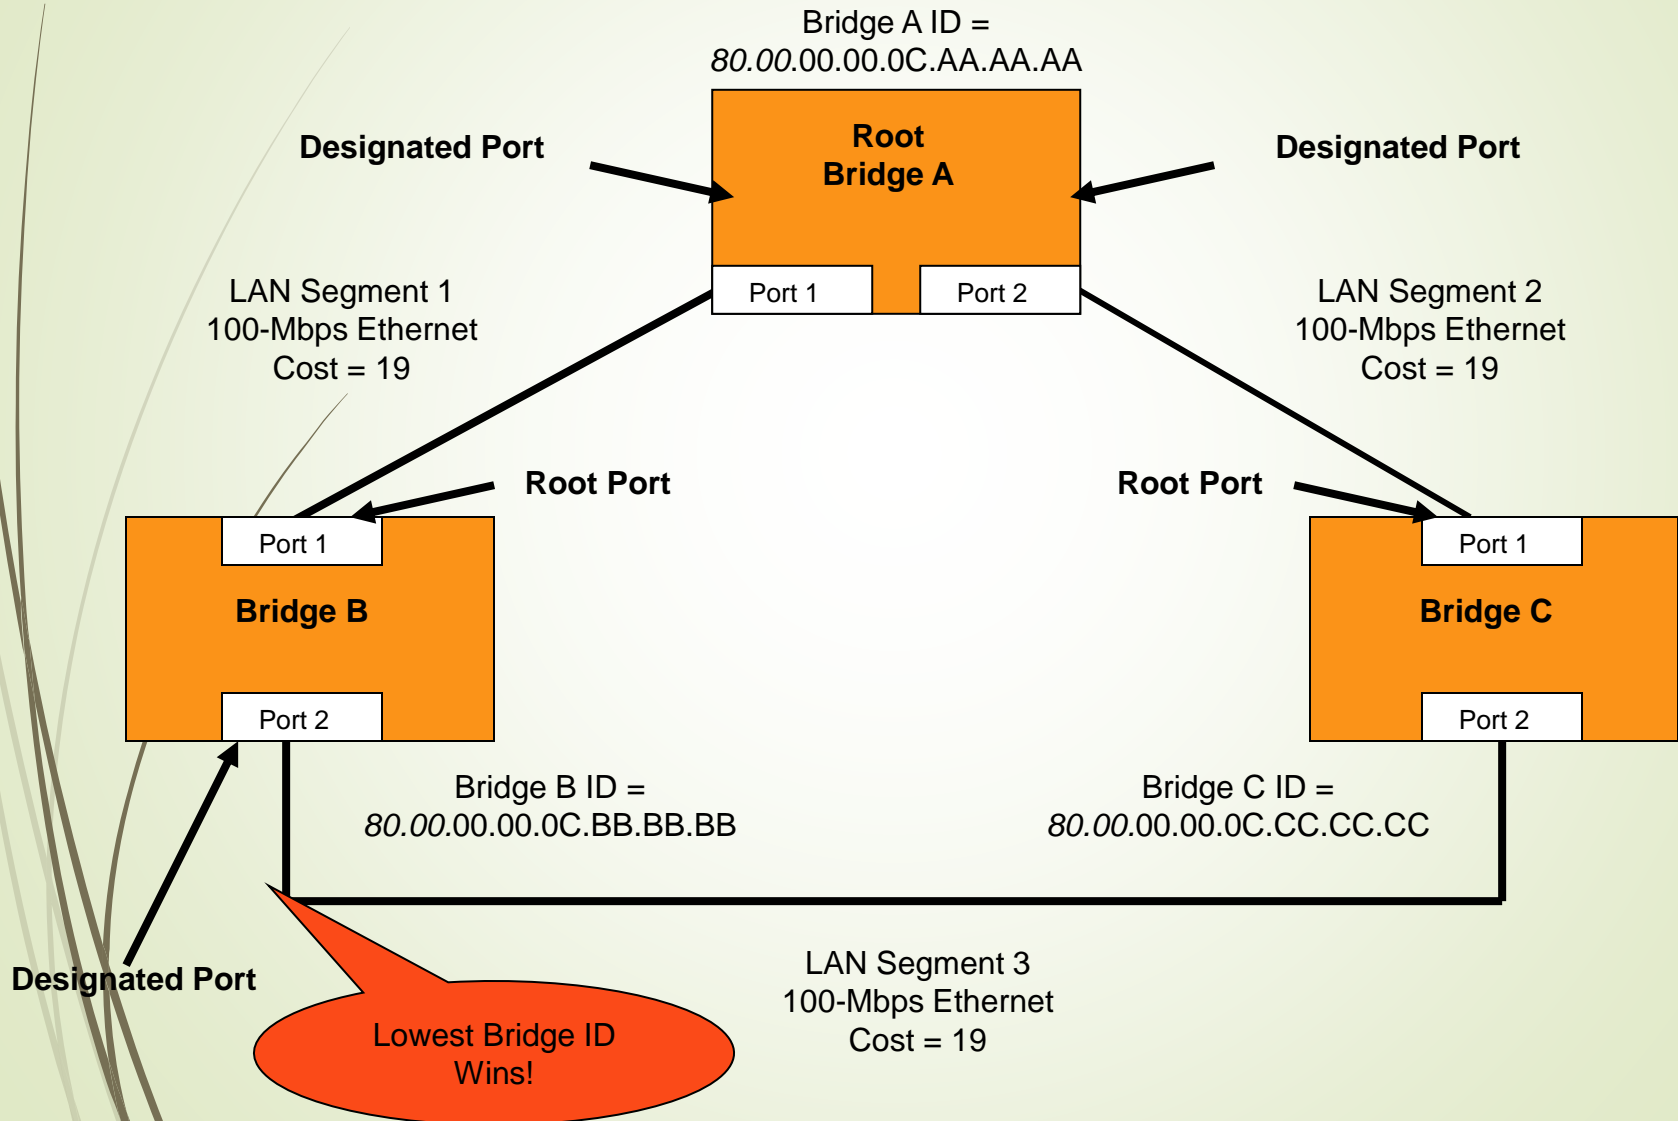 Bridge A ID =
80.00.00.00.0C.AA.AA.AA
Designated Port
Root
Bridge A
Designated Port
Port 1
Port 2
LAN Segment 1
100-Mbps Ethernet
Cost = 19
LAN Segment 2
100-Mbps Ethernet
Cost = 19
Root Port
Root Port
Port 1
Bridge B
Port 2
Port 1
Bridge C
Port 2
Bridge B ID =
80.00.00.00.0C.BB.BB.BB
Bridge C ID =
80.00.00.00.0C.CC.CC.CC
Designated Port
Lowest Bridge ID
Wins!
LAN Segment 3
100-Mbps Ethernet
Cost = 19